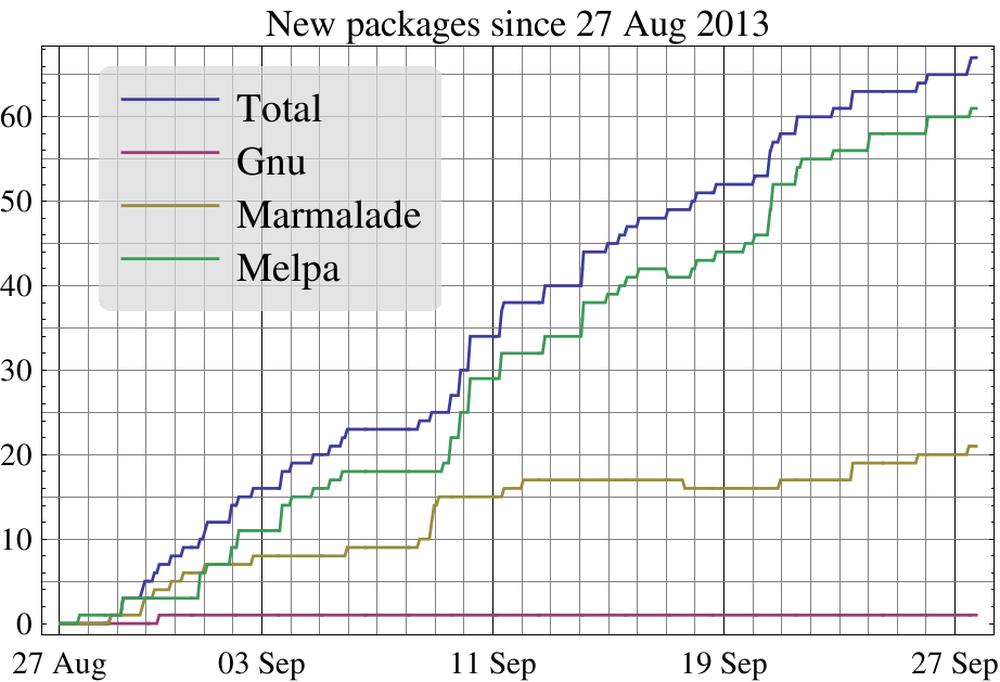 New packages since 27 Aug 2013
Total
Gnu
Marmalade
Melpa
60
50
40
30
20
10
0
27 Aug 03 Sep 11 Sep 19 Sep 27 Sep